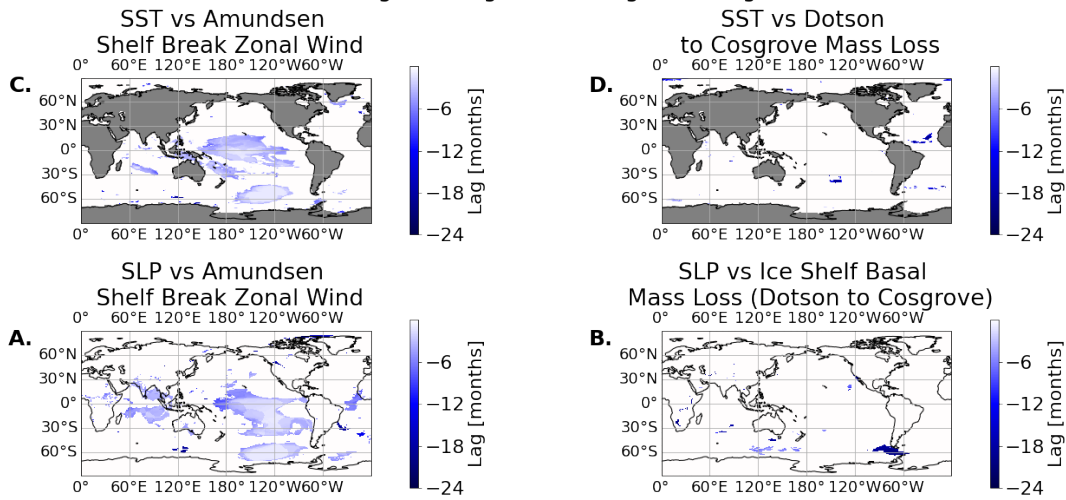 SST vs Amundsen
Shelf Break Zonal Wind
0° 60°E 120°E 180° 120°W 60°W
C.
60°N
30°N
0°
30°S
60°S
0° 60°E 120°E 180° 120°W 60°W
−6
−12
−18
−24
Lag [months]
SST vs Dotson
to Cosgrove Mass Loss
0° 60°E 120°E 180° 120°W 60°W
D.
60°N
30°N
0°
30°S
60°S
0° 60°E 120°E 180° 120°W 60°W
−6
−12
−18
−24
Lag [months]
SLP vs Amundsen
Shelf Break Zonal Wind
0° 60°E 120°E 180° 120°W 60°W
A.
60°N
30°N
0°
30°S
60°S
0° 60°E 120°E 180° 120°W 60°W
−6
−12
−18
−24
Lag [months]
SLP vs Ice Shelf Basal
Mass Loss (Dotson to Cosgrove)
0° 60°E 120°E 180° 120°W 60°W
B.
60°N
30°N
0°
30°S
60°S
0° 60°E 120°E 180° 120°W 60°W
−6
−12
−18
−24
Lag [months]